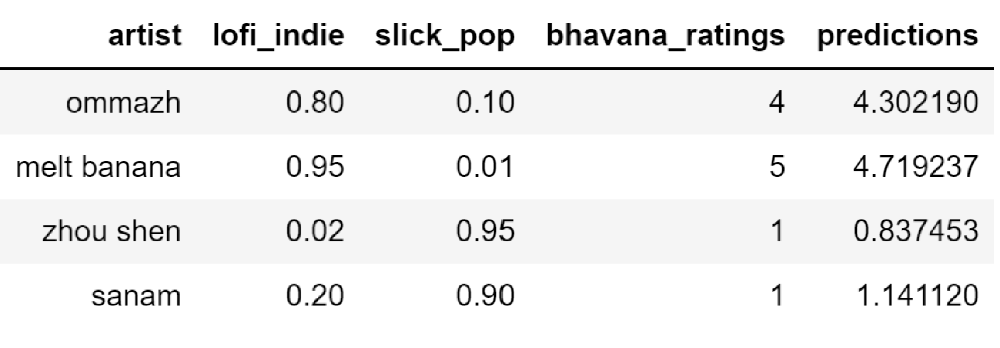 artist lofi_indie slick_pop bhavana_ratings predictions
ommazh 0.80 0.10 4 4.302190
melt banana 0.95 0.01 5 4.719237
zhou shen 0.02 0.95 1 0.837453
sanam 0.20 0.90 1 1.141120